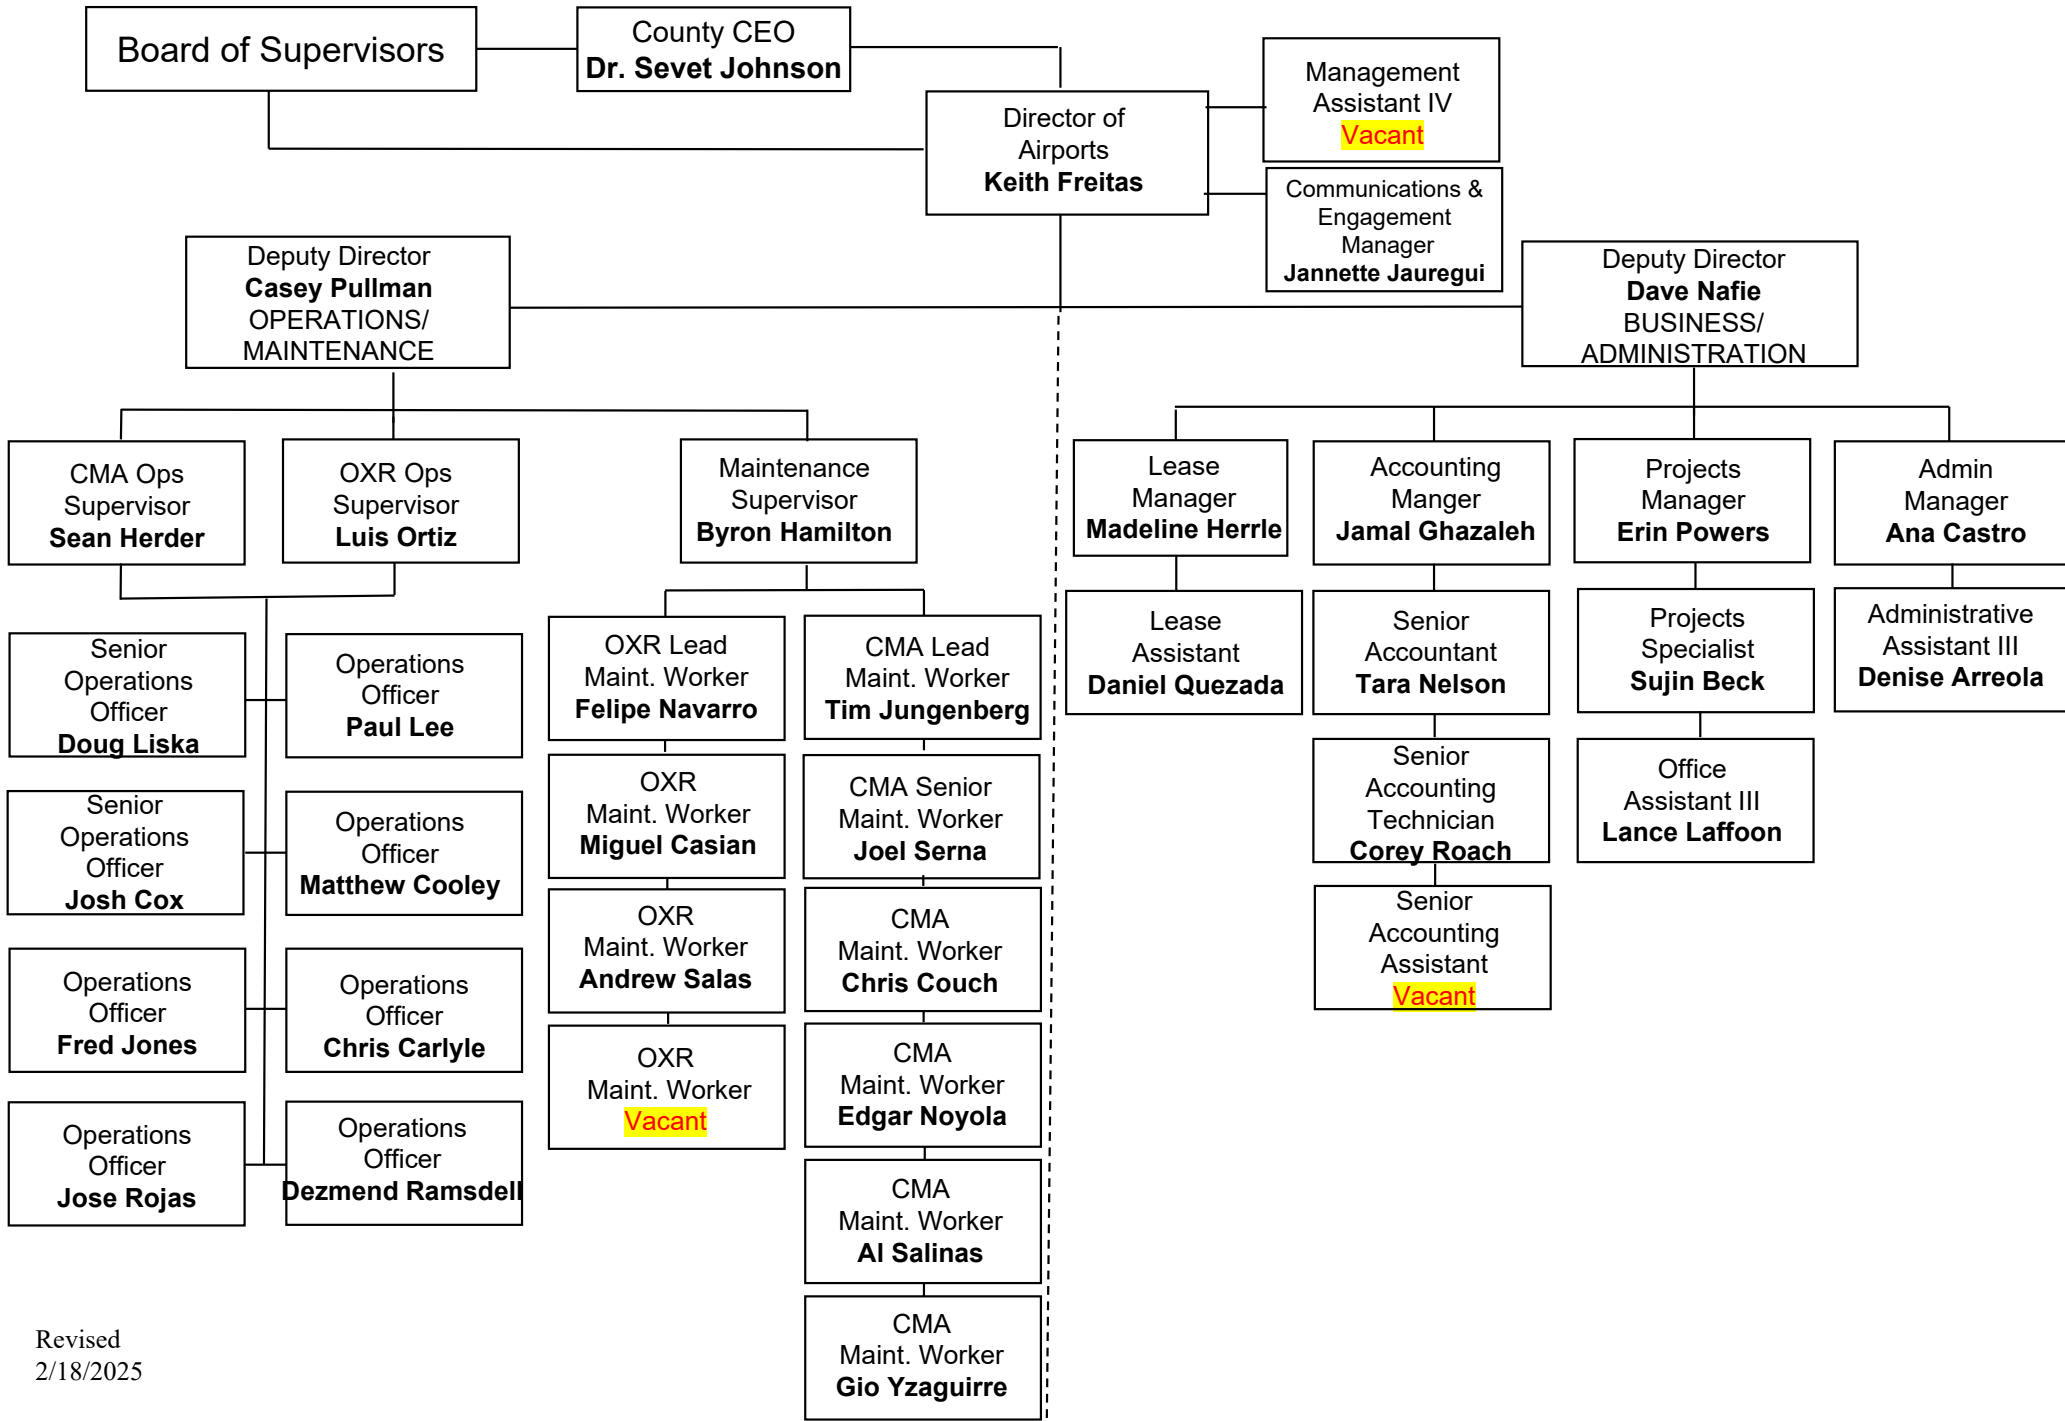 Board of Supervisors
County CEO
Dr. Sevet Johnson
Director of
Airports
Keith Freitas
Management
Assistant IV
Vacant
Communications &
Engagement
Manager
Jannette Jauregui
Deputy Director
Casey Pullman
OPERATIONS/
MAINTENANCE
Deputy Director
Dave Nafie
BUSINESS/
ADMINISTRATION
CMA Ops
Supervisor
Sean Herder
OXR Ops
Supervisor
Luis Ortiz
Maintenance
Supervisor
Byron Hamilton
Lease
Manager
Madeline Herrle
Accounting
Manger
Jamal Ghazaleh
Projects
Manager
Erin Powers
Admin
Manager
Ana Castro
Senior
Operations
Officer
Doug Liska
Operations
Officer
Paul Lee
Senior
Operations
Officer
Josh Cox
Operations
Officer
Matthew Cooley
Operations
Officer
Fred Jones
Operations
Officer
Chris Carlyle
Operations
Officer
Jose Rojas
Operations
Officer
Dezmend Ramsdell
OXR Lead
Maint. Worker
Felipe Navarro
OXR
Maint. Worker
Miguel Casian
OXR
Maint. Worker
Andrew Salas
OXR
Maint. Worker
Vacant
CMA Lead
Maint. Worker
Tim Jungenberg
CMA Senior
Maint. Worker
Joel Serna
CMA
Maint. Worker
Chris Couch
CMA
Maint. Worker
Edgar Noyola
CMA
Maint. Worker
Al Salinas
CMA
Maint. Worker
Gio Yzaguirre
Lease
Assistant
Daniel Quezada
Senior
Accountant
Tara Nelson
Senior
Accounting
Technician
Corey Roach
Senior
Accounting
Assistant
Vacant
Projects
Specialist
Sujin Beck
Office
Assistant III
Lance Laffoon
Administrative
Assistant III
Denise Arreola
Revised
2/18/2025